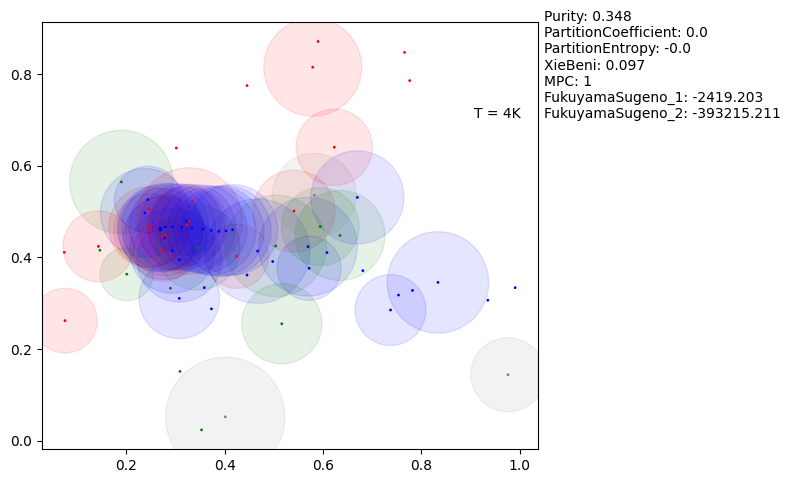 Purity: 0.348
PartitionCoefficient: 0.0
PartitionEntropy: -0.0
XieBeni: 0.097
MPC: 1
FukuyamaSugeno_1: -2419.203
FukuyamaSugeno_2: -393215.211
T = 4K
0.8
0.6
0.4
0.2
0.0
0.2
0.4
0.6
0.8
1.0